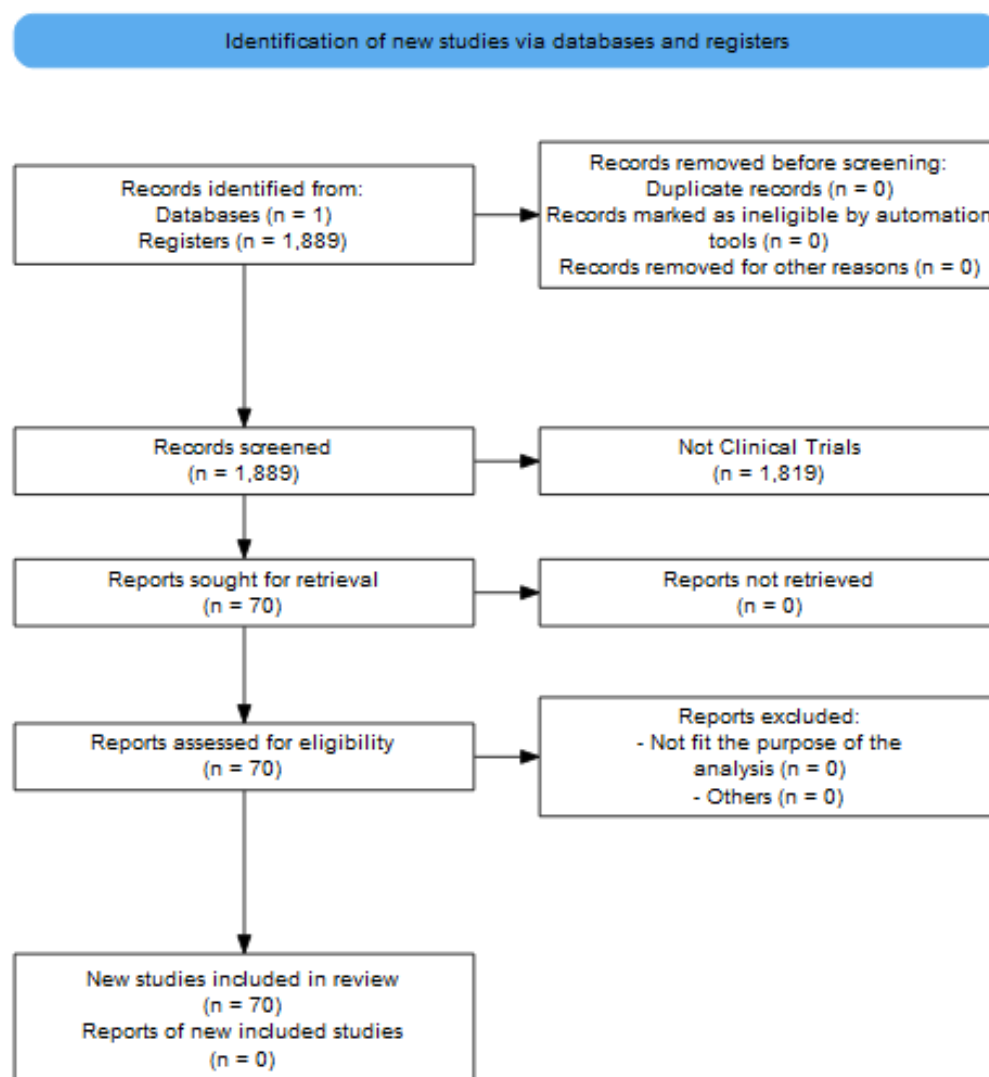 Identification of new studies via databases and registers
Records identified from:
Databases (n = 1)
Registers (n = 1,889)
Records removed before screening:
Duplicate records (n = 0)
Records marked as ineligible by automation
tools (n = 0)
Records removed for other reasons (n = 0)
Records screened
(n = 1,889)
Not Clinical Trials
(n = 1,819)
Reports sought for retrieval
(n = 70)
Reports not retrieved
(n = 0)
Reports assessed for eligibility
(n = 70)
Reports excluded:
- Not fit the purpose of the
analysis (n = 0)
- Others (n = 0)
New studies included in review
(n = 70)
Reports of new included studies
(n = 0)